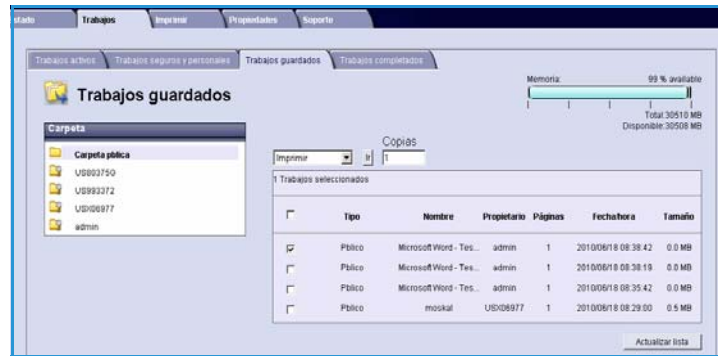 stado Trabajos Imprimir Propiedades Soporte
Trabajos activos Trabajos seguros y personales Trabajos guardados Trabajos completados
Trabajos guardados
Memoria: 99 % available
Total:30510 MB
Disponible:30508 MB
Carpeta
Carpeta pblica
US803750
US993372
USX06977
admin
Copias
Imprimir Ir 1
1 Trabajos seleccionados
Tipo Nombre Propietario Páginas Fecha/hora Tamaño
Pblico Microsoft Word - Tes... admin 1 2010/06/18 08:38:42 0.0 MB
Pblico Microsoft Word - Tes... admin 1 2010/06/18 08:38:19 0.0 MB
Pblico Microsoft Word - Tes... admin 1 2010/06/18 08:35:42 0.0 MB
Pblico moskal USX06977 1 2010/06/18 08:29:00 0.5 MB
Actualizar lista